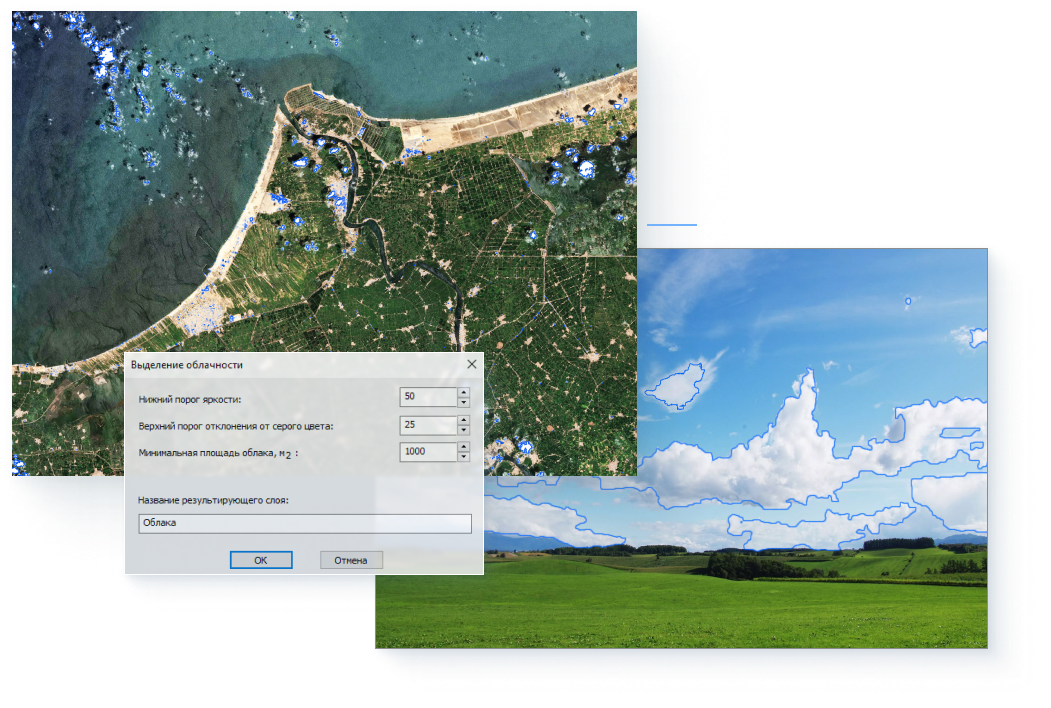 Выделение облачности
Нижний порог яркости:
50
Верхний порог отклонения от серого цвета:
25
Минимальная площадь облака, м2 :
1000
Название результирующего слоя:
Облака
ОК
Отмена